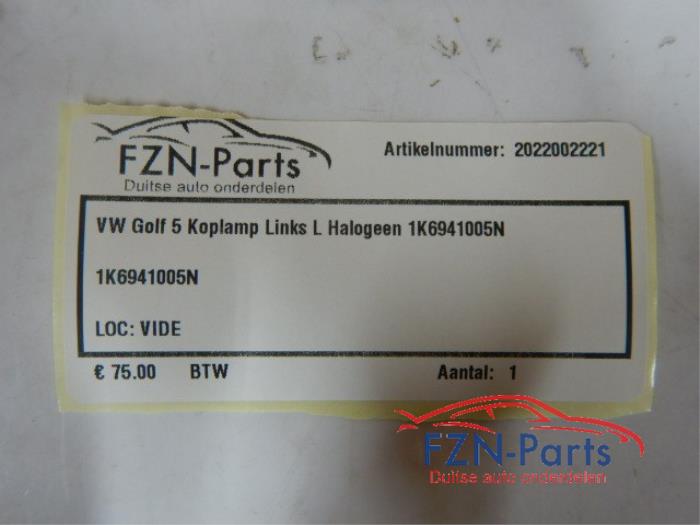 FZN-Parts
Duitse auto onderdelen
Artikelnummer: 2022002221
VW Golf 5 Koplamp Links L Halogeen 1K6941005N
1K6941005N
LOC: VIDE
€ 75.00 BTW Aantal: 1
FZN-Parts
Duitse auto onderdelen